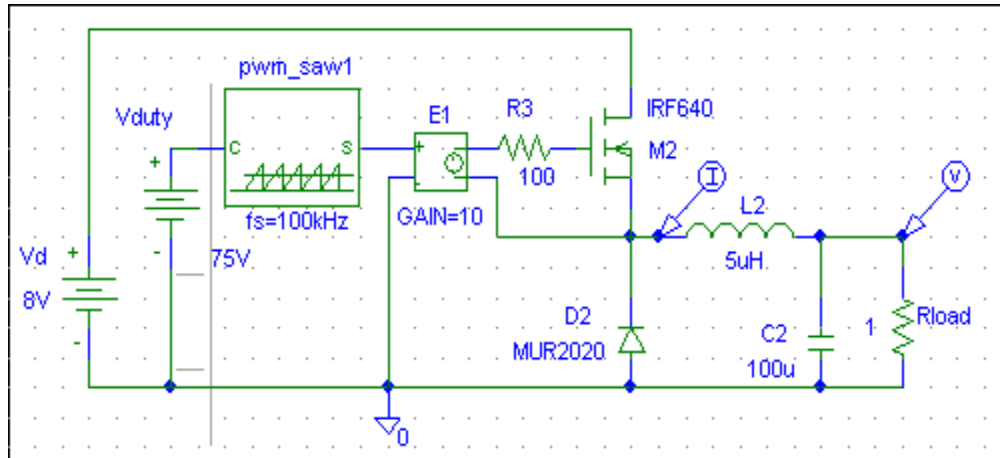 pwm_saw1
Vduty
+
-
75V
C
S
fs=100kHz
E1
+
-
GAIN=10
R3
100
IRF640
M2
I
V
L2
5uH
Vd
+
-
8V
D2
MUR2020
C2
100u
1
Rload
0